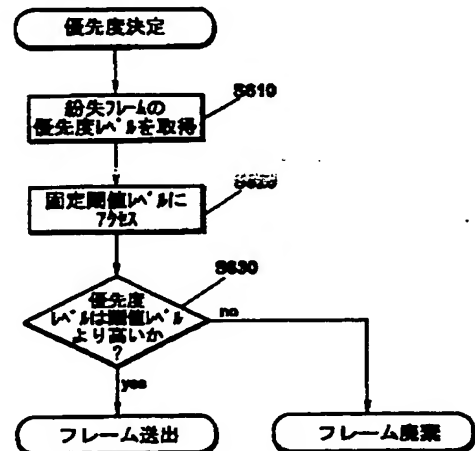 優先度決定
S610
紛失フレームの
優先度レベルを取得
S620
固定閾値レベルに
アクセス
S630
優先度
レベルは閾値レベル
より高いか
?
no
yes
フレーム送出
フレーム廃棄